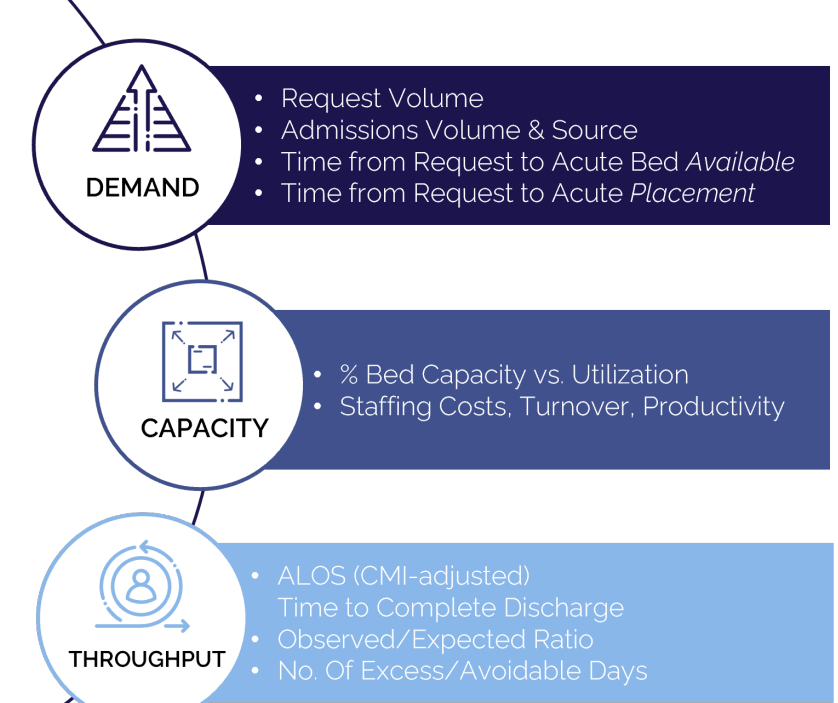 DEMAND
• Request Volume
• Admissions Volume & Source
• Time from Request to Acute Bed Available
• Time from Request to Acute Placement
CAPACITY
• % Bed Capacity vs. Utilization
• Staffing Costs, Turnover, Productivity
THROUGHPUT
• ALOS (CMI-adjusted)
Time to Complete Discharge
• Observed/Expected Ratio
• No. Of Excess/Avoidable Days